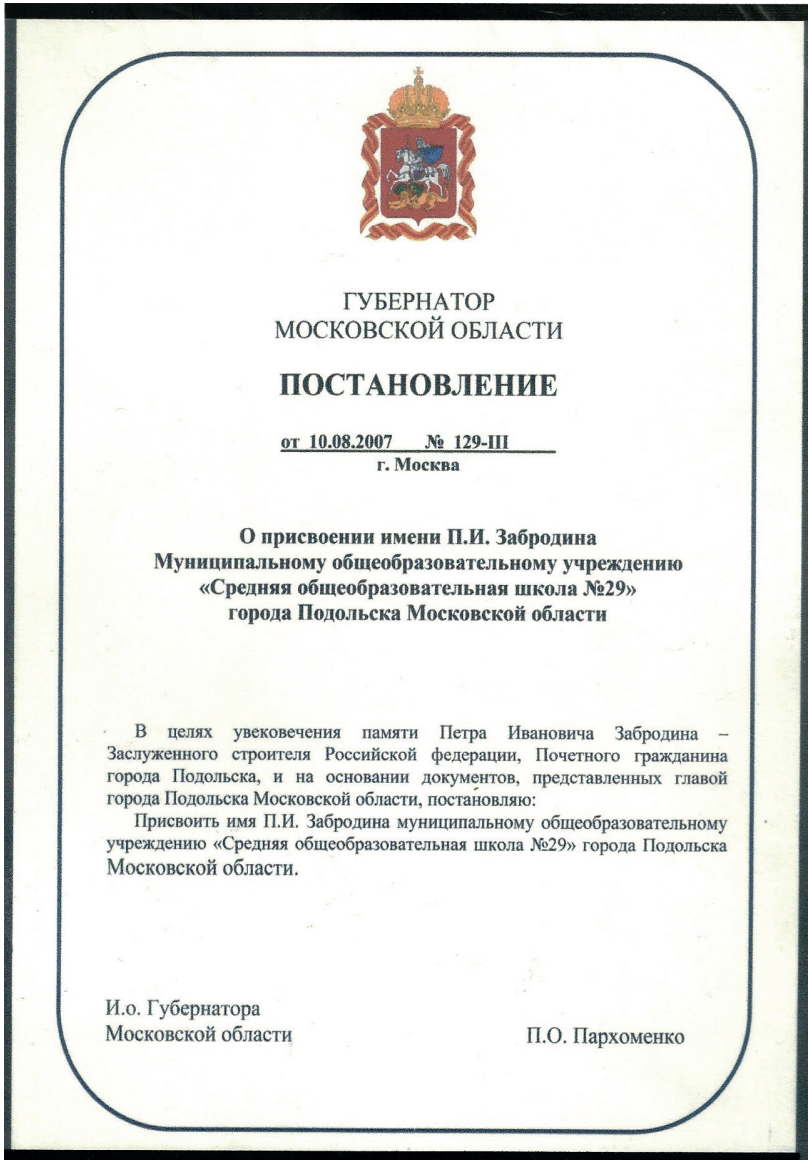 ГУБЕРНАТОР
МОСКОВСКОЙ ОБЛАСТИ
ПОСТАНОВЛЕНИЕ
от 10.08.2007 № 129-III
г. Москва
О присвоении имени П.И. Забродина
Муниципальному общеобразовательному учреждению
«Средняя общеобразовательная школа №29»
города Подольска Московской области
В целях увековечения памяти Петра Ивановича Забродина –
Заслуженного строителя Российской федерации, Почетного гражданина
города Подольска, и на основании документов, представленных главой
города Подольска Московской области, постановляю:
Присвоить имя П.И. Забродина муниципальному общеобразовательному
учреждению «Средняя общеобразовательная школа №29» города Подольска
Московской области.
И.о. Губернатора
Московской области
П.О. Пархоменко